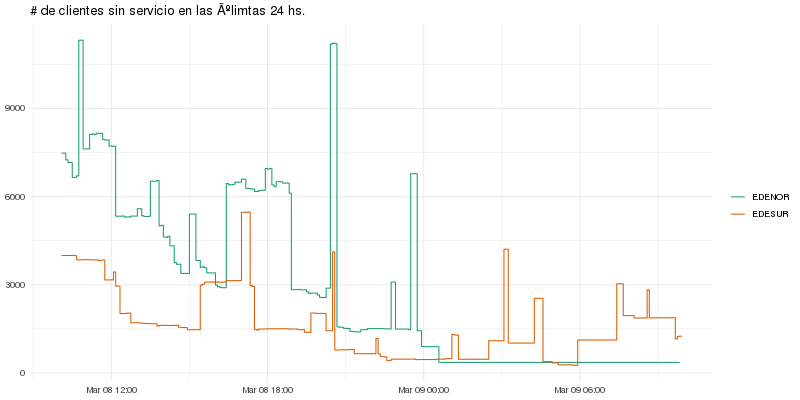 # de clientes sin servicio en las Ãºlimtas 24 hs.
9000
6000
3000
0
Mar 08 12:00
Mar 08 18:00
Mar 09 00:00
Mar 09 06:00
EDENOR
EDESUR